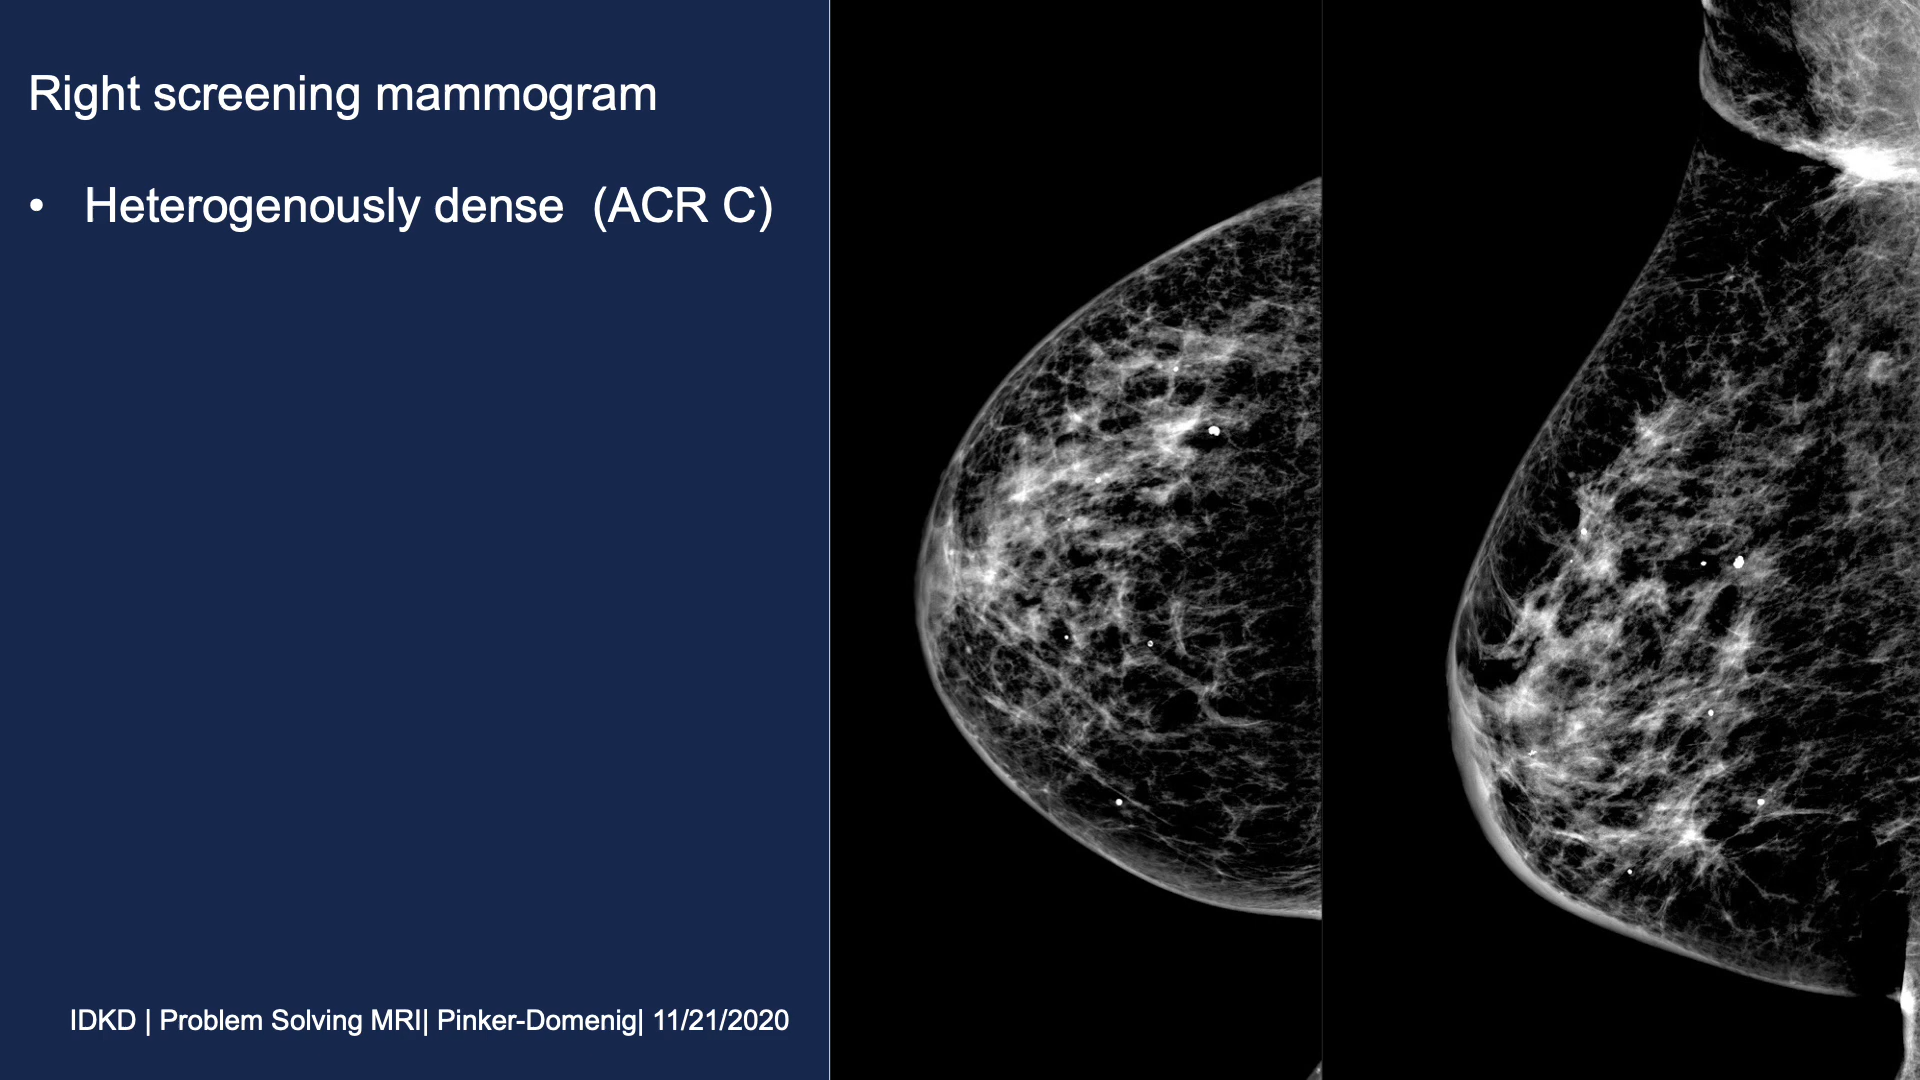 Right screening mammogram
• Heterogenously dense (ACR C)
IDKD | Problem Solving MRI| Pinker-Domenig| 11/21/2020